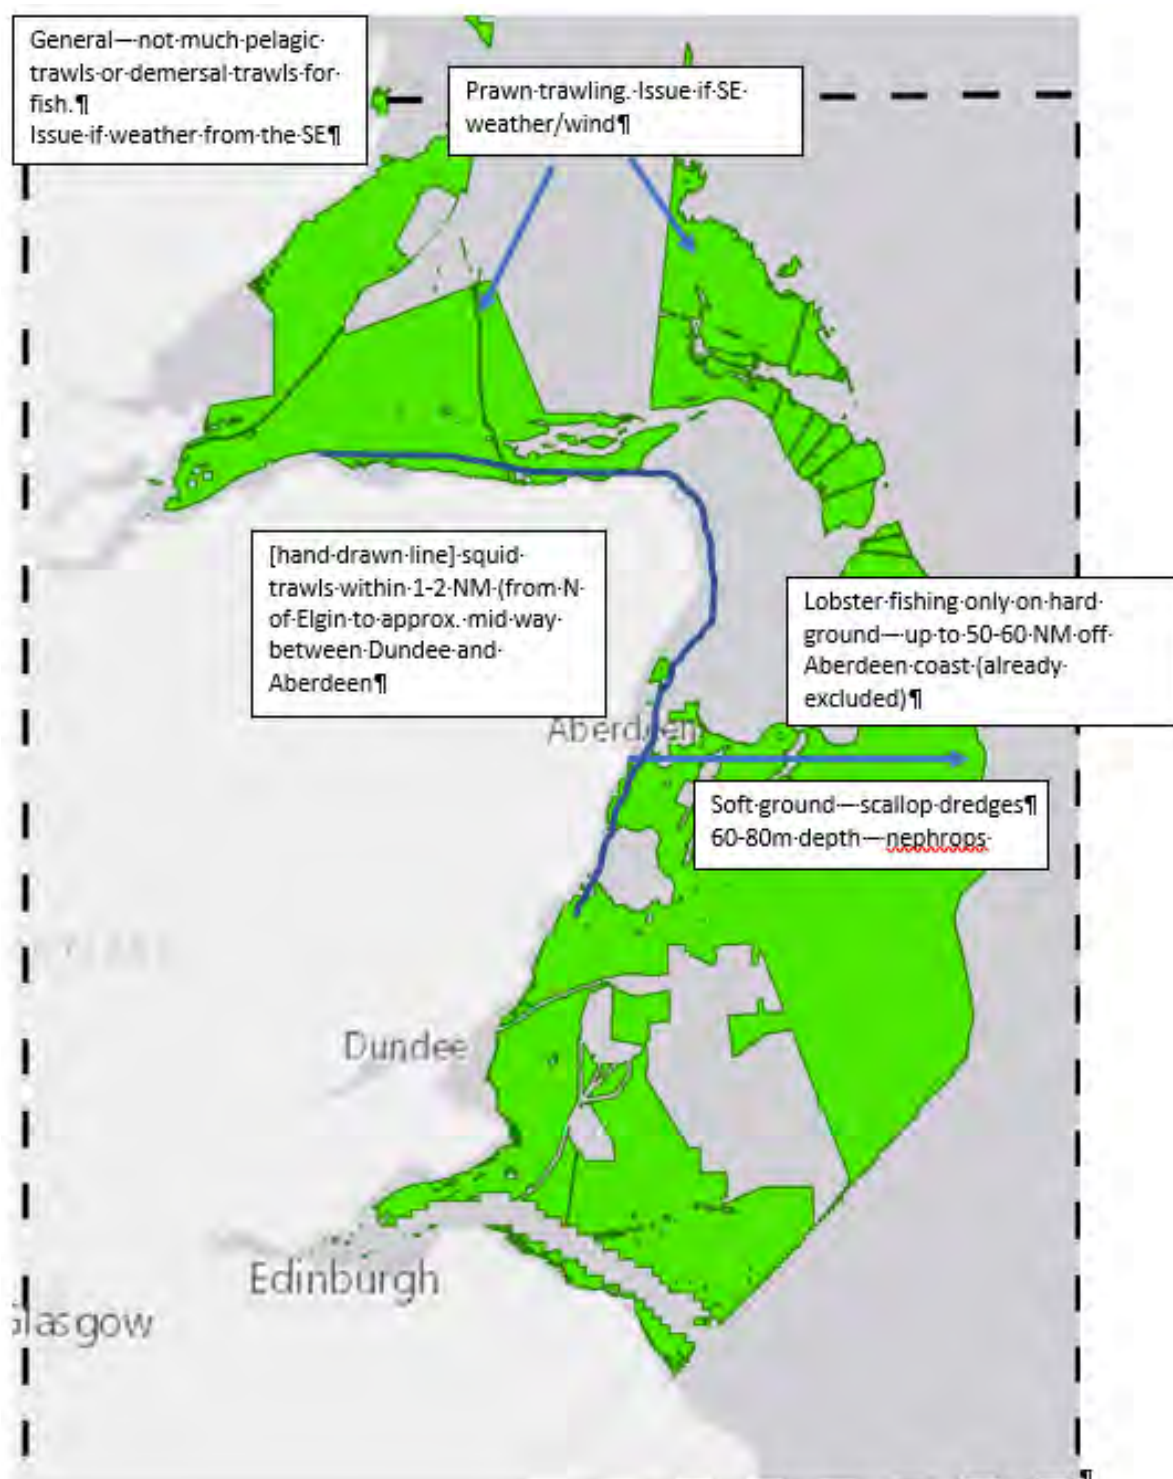 General—not much pelagic
trawls or demersal trawls for
fish.¶
Issue if weather from the SE¶
Prawn trawling. Issue if SE
weather/wind¶
[hand drawn line] squid
trawls within 1-2 NM (from N
of Elgin to approx. mid way
between Dundee and
Aberdeen¶
Lobster fishing only on hard
ground—up to 50-60 NM off
Aberdeen coast (already
excluded)¶
Aberdeen
Soft ground—scallop dredges¶
60-80m depth—nephrops
Dundee
Edinburgh
Glasgow
¶